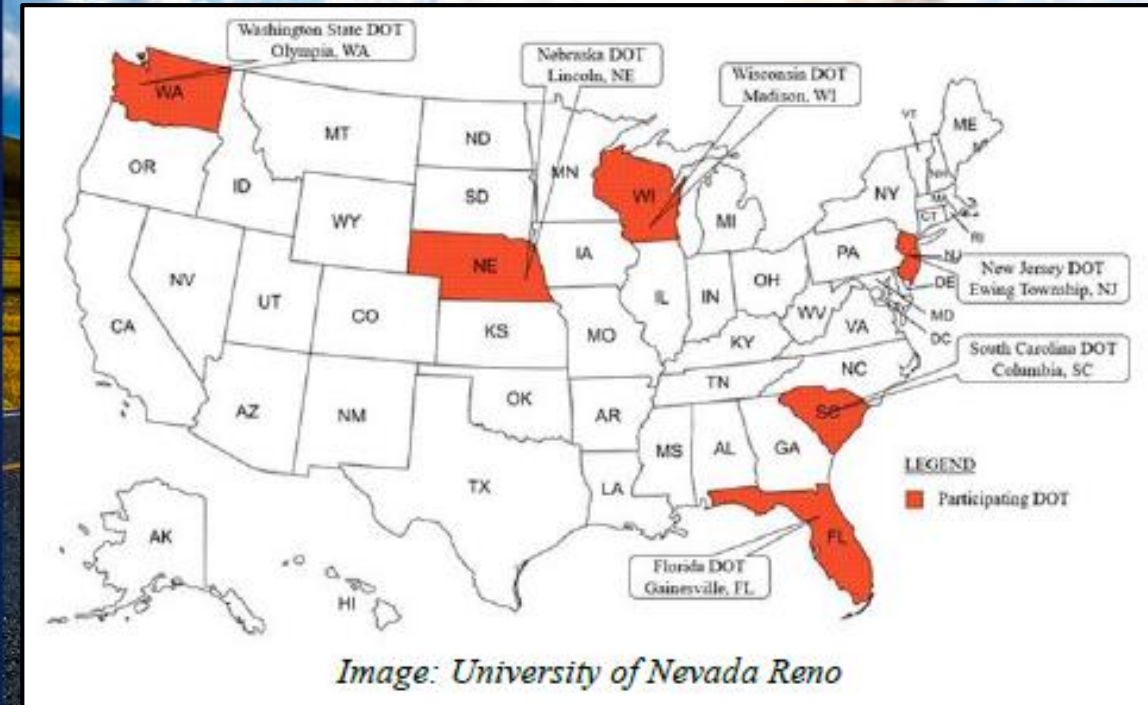 Washington State DOT
Olympia, WA
Nebraska DOT
Lincoln, NE
Wisconsin DOT
Madison, WI
WA
MT
ND
MN
VT
ME
OR
ID
SD
WI
NY
NH
MA
WY
MI
CT
RI
IA
PA
NJ
NE
New Jersey DOT
Ewing Township, NJ
NV
OH
DE
UT
IL
IN
CA
CO
WV
MD
KS
MO
VA
DC
KY
South Carolina DOT
Columbia, SC
NC
TN
OK
AZ
NM
AR
SC
MS
AL
GA
LEGEND
TX
LA
Participating DOT
AK
FL
Florida DOT
Gainesville, FL
HI
Image: University of Nevada Reno